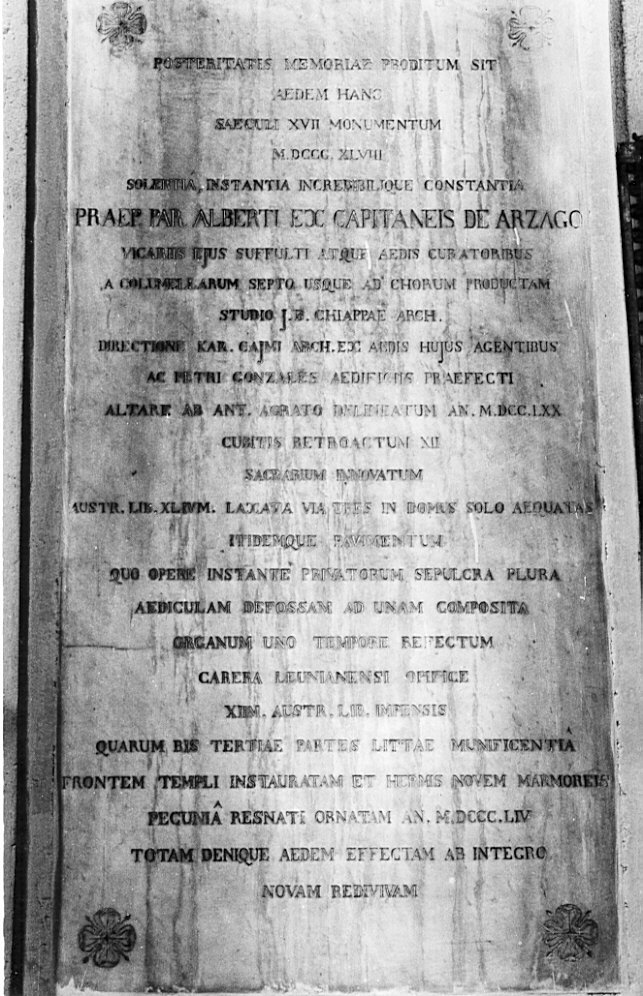 POSTERITATIS MEMORIAE PRODITUM SIT
AEDEM HANC
SAECULI XVII MONUMENTUM
M.DCCC.XLVIII
SOLERTIÂ, INSTANTIA INCREDIBILIQUE CONSTANTIA
PRAEP. PAR. ALBERTI EX CAPITANEIS DE ARZAGO
VICARIIS EJUS SUFFULTI ATQUE AEDIS CURATORIBUS
A COLUMELLARUM SEPTO USQUE AD CHORUM PRODUCTAM
STUDIO J.B. CHIAPPAE ARCH.
DIRECTIONE KAR. CAJMI ARCH. EX AEDIS HUJUS AGENTIBUS
AC PETRI GONZALES AEDIFICIIS PRAEFECTI
ALTARE AB ANT. AGRATO DELINEATUM AN. M.DCC.LXX
CUBITIS RETROACTUM XII
SACRARIUM INNOVATUM
AUSTR. LIB. XLIVM. LAXATA VIA IN DOMUS SOLO AEQUATAS
ITIDEMQUE PAVIMENTUM
QUO OPERE INSTANTE PRIVATORUM SEPULCRA PLURA
AEDICULAM DEFOSSAM AD UNAM COMPOSITA
ORGANUM UNO TEMPORE REFECTUM
CARERA LEUNIANENSI OPIFICE
AUSTR. LIB. IMPENSIS
QUARUM BIS TERTIAE PARTES LITTAE MUNIFICENTIÂ
FRONTEM TEMPLI INSTAURATAM ET HERMIS NOVEM MARMOREIS
PECUNIÂ RESNATI ORNATAM AN. M.DCCC.LIV
TOTAM DENIQUE AEDEM EFFECTAM AB INTEGRO
NOVAM REDIVIVAM